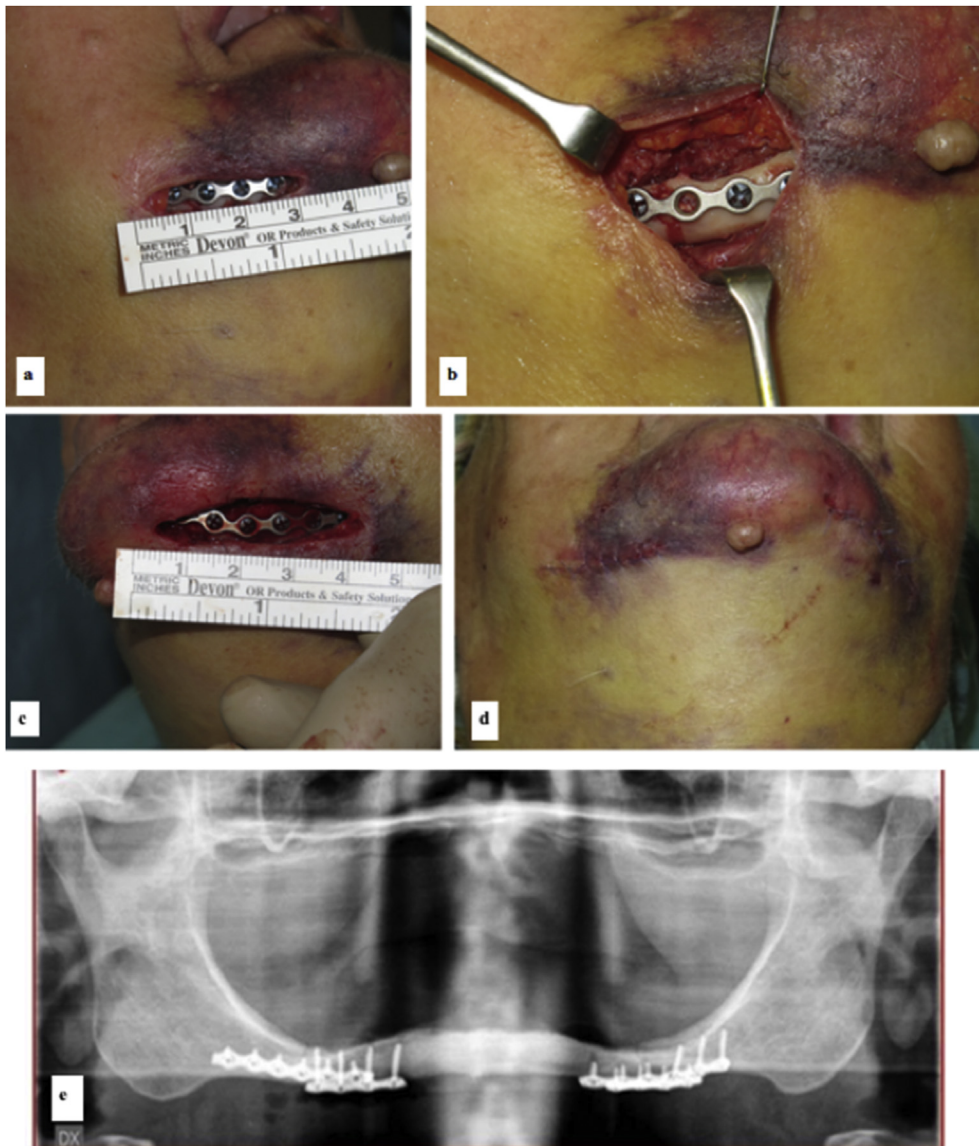 1 2 3 4 5
METRIC
INCHES Devon® OR Products & Safety Solu
1
a
b
1 2 3 4 5
METRIC
INCHES Devon® OR Products & Safety Solution
1
c
d
e
DX